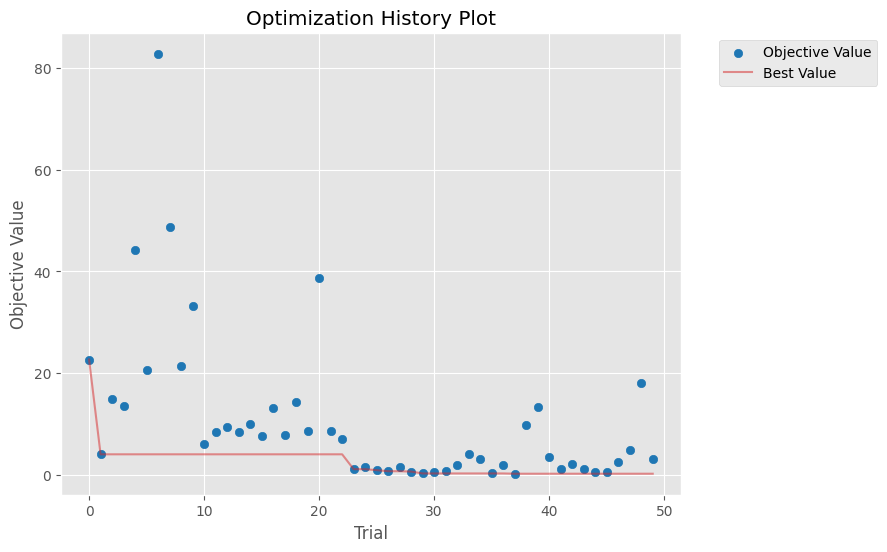 Optimization History Plot
Objective Value
Best Value
80
60
40
20
0
Objective Value
0 10 20 30 40 50
Trial